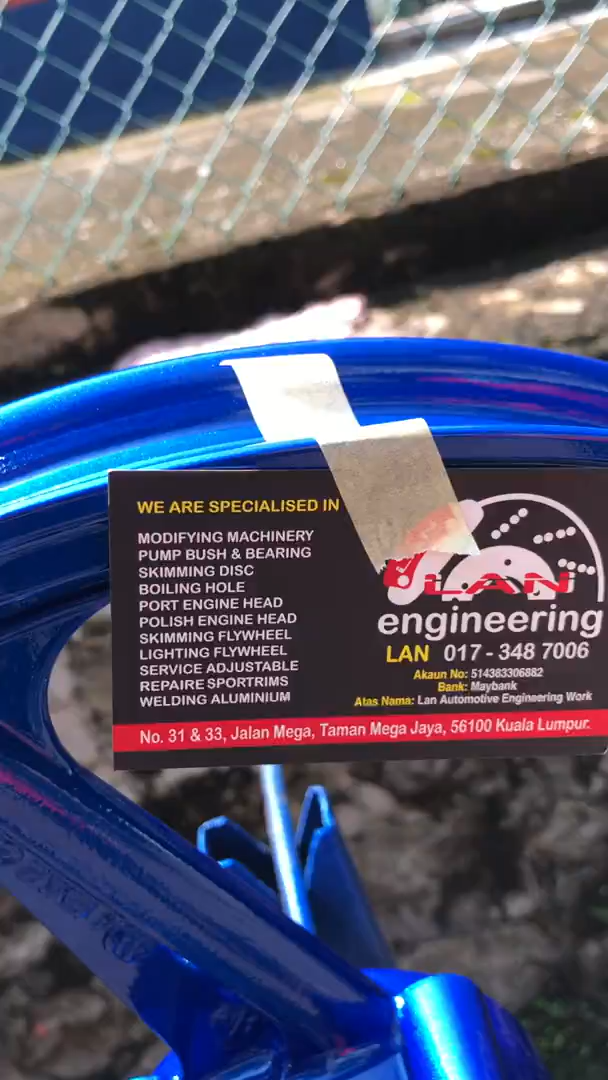 WE ARE SPECIALISED IN
MODIFYING MACHINERY
PUMP BUSH & BEARING
SKIMMING DISC
BOILING HOLE
PORT ENGINE HEAD
POLISH ENGINE HEAD
SKIMMING FLYWHEEL
LIGHTING FLYWHEEL
SERVICE ADJUSTABLE
REPAIRE SPORTRIMS
WELDING ALUMINIUM
LAN
engineering
LAN 017 - 348 7006
Akaun No: 514383306882
Bank: Maybank
Atas Nama: Lan Automotive Engineering Work
No. 31 & 33, Jalan Mega, Taman Mega Jaya, 56100 Kuala Lumpur.